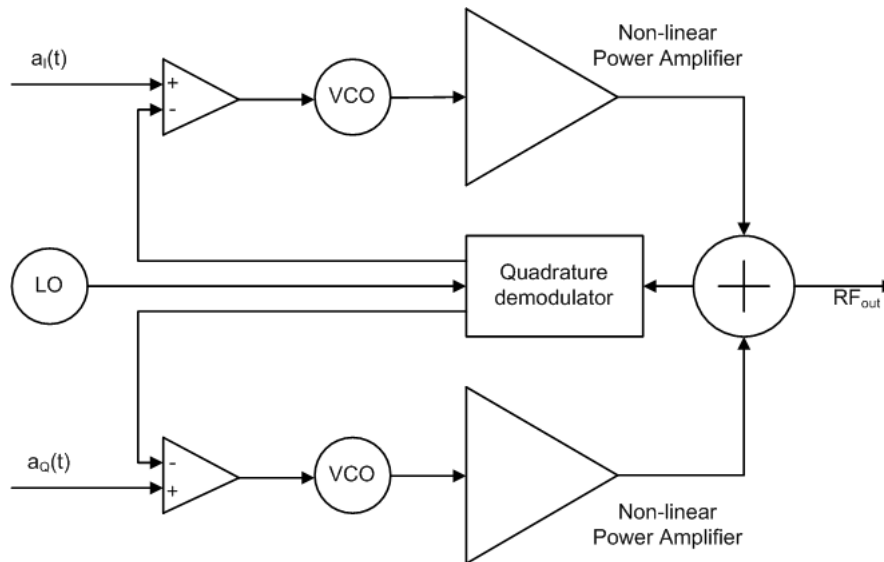 Non-linear
Power Amplifier
a_I(t)
+
-
VCO
LO
Quadrature
demodulator
RF_out
a_Q(t)
-
+
VCO
Non-linear
Power Amplifier